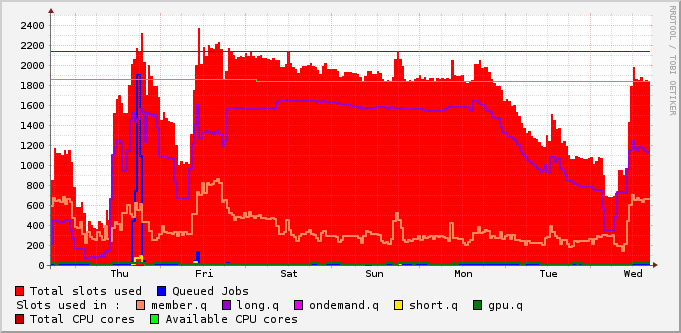 RRDTOOL / TOBI OETIKER
2400
2200
2000
1800
1600
1400
1200
1000
800
600
400
200
0
Thu Fri Sat Sun Mon Tue Wed
Total slots used Queued Jobs
Slots used in : member.q long.q ondemand.q short.q gpu.q
Total CPU cores Available CPU cores